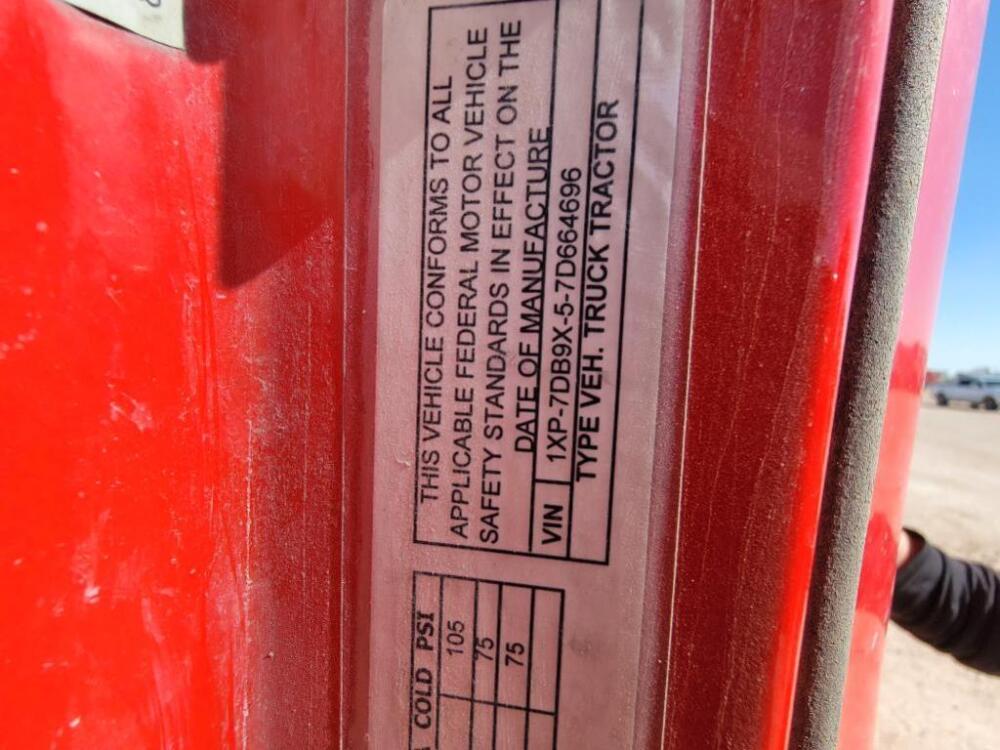 THIS VEHICLE CONFORMS TO ALL
APPLICABLE FEDERAL MOTOR VEHICLE
SAFETY STANDARDS IN EFFECT ON THE
DATE OF MANUFACTURE
VIN 1XP-7DB9X-5-7D664696
TYPE VEH. TRUCK TRACTOR
COLD PSI
105
75
75